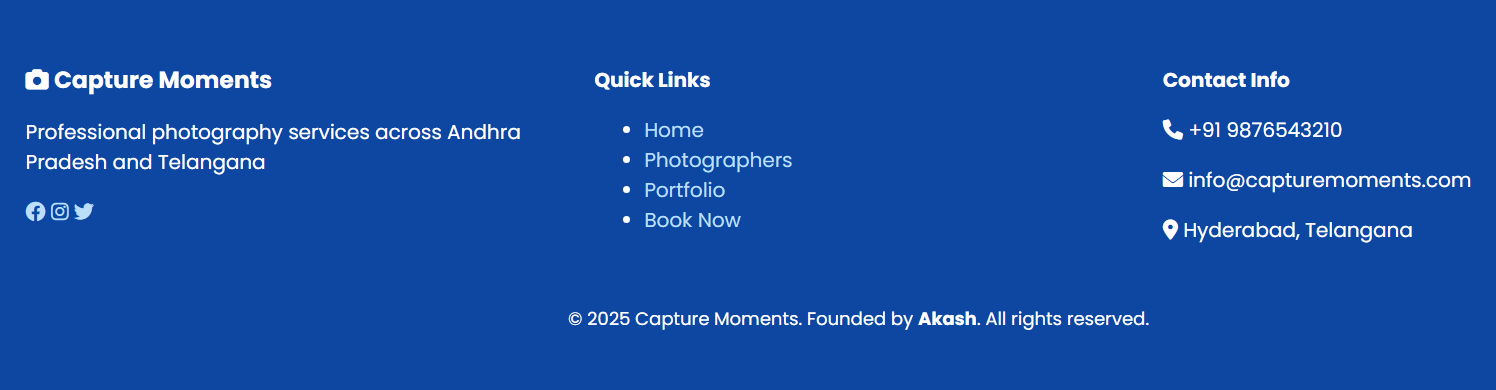 Capture Moments
Professional photography services across Andhra
Pradesh and Telangana
Quick Links
Home
Photographers
Portfolio
Book Now
Contact Info
+91 9876543210
info@capturemoments.com
Hyderabad, Telangana
© 2025 Capture Moments. Founded by Akash. All rights reserved.